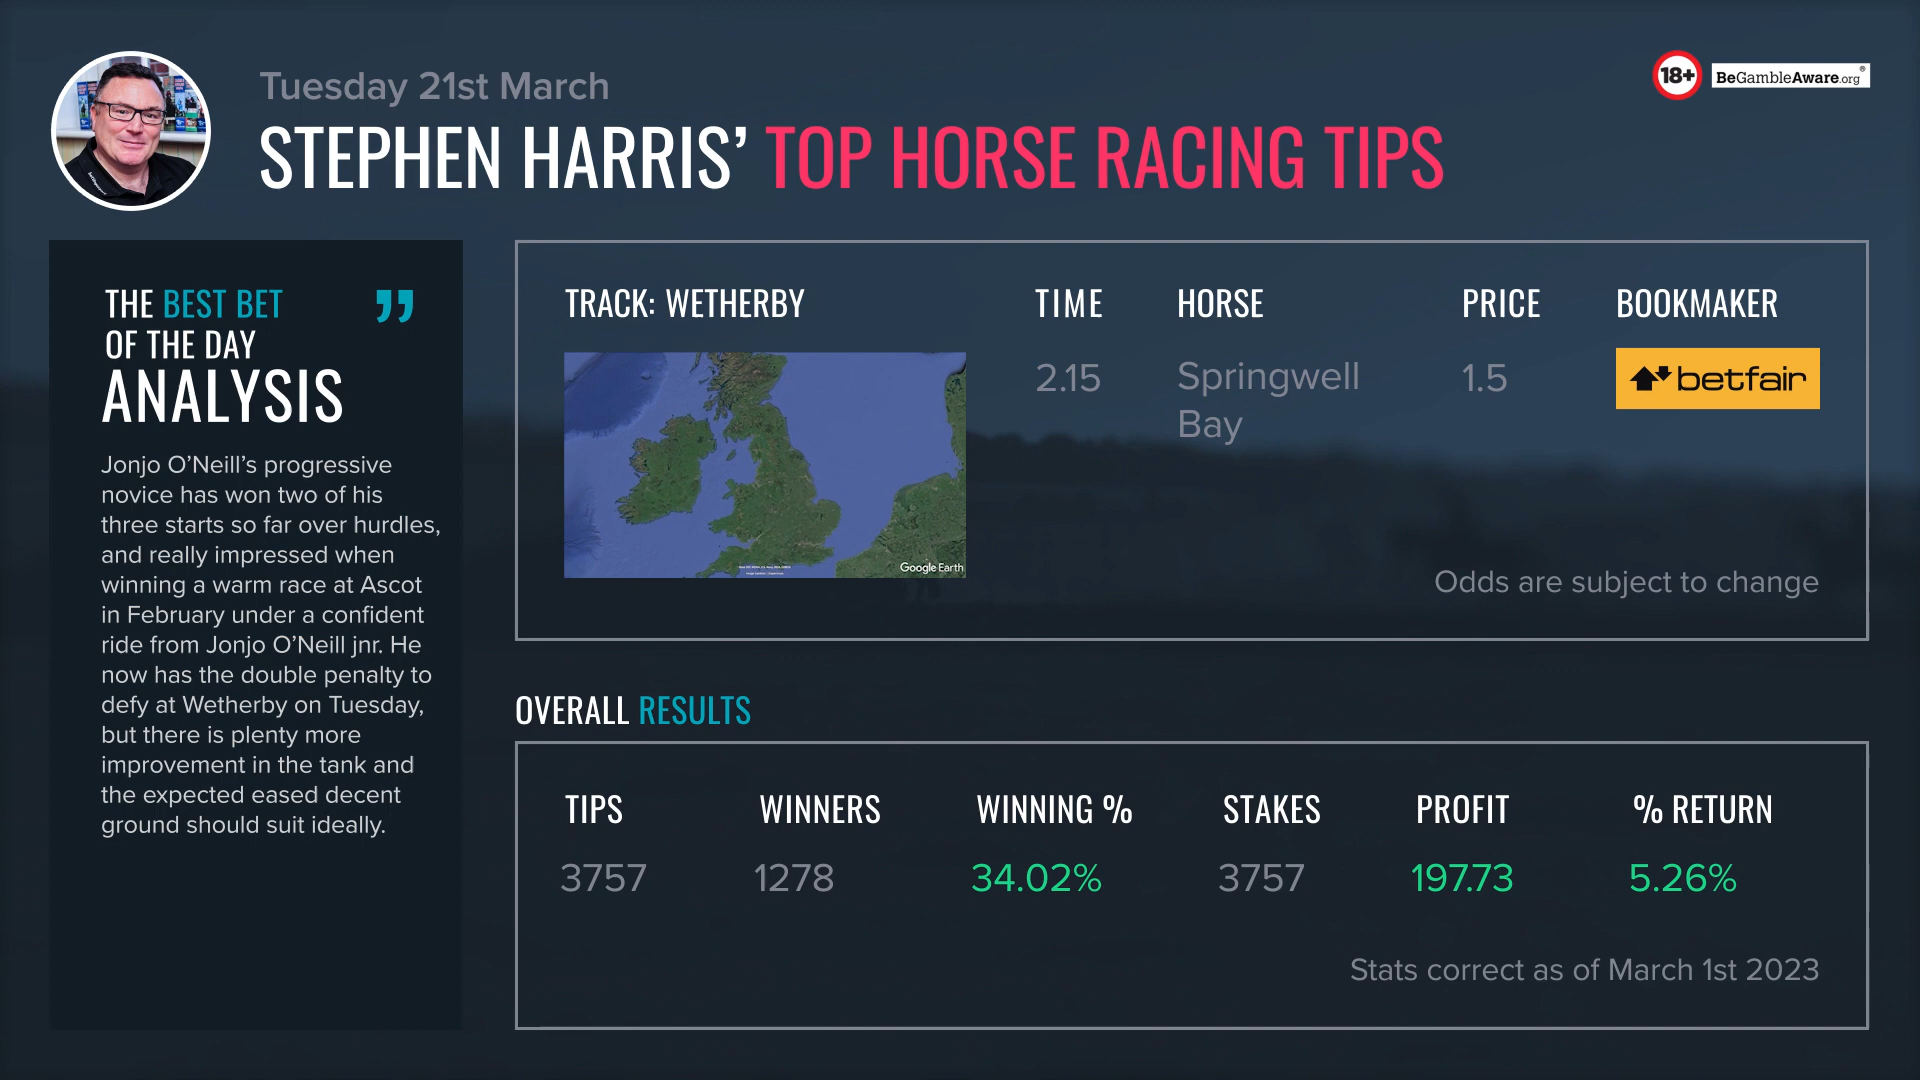 Tuesday 21st March
STEPHEN HARRIS’ TOP HORSE RACING TIPS
18+ BeGambleAware.org®
THE BEST BET ”
OF THE DAY
ANALYSIS
Jonjo O’Neill’s progressive
novice has won two of his
three starts so far over hurdles,
and really impressed when
winning a warm race at Ascot
in February under a confident
ride from Jonjo O’Neill jnr. He
now has the double penalty to
defy at Wetherby on Tuesday,
but there is plenty more
improvement in the tank and
the expected eased decent
ground should suit ideally.
TRACK: WETHERBY TIME HORSE PRICE BOOKMAKER
2.15 Springwell 1.5 betfair
Bay
Google Earth
Odds are subject to change
OVERALL RESULTS
TIPS WINNERS WINNING % STAKES PROFIT % RETURN
3757 1278 34.02% 3757 197.73 5.26%
Stats correct as of March 1st 2023